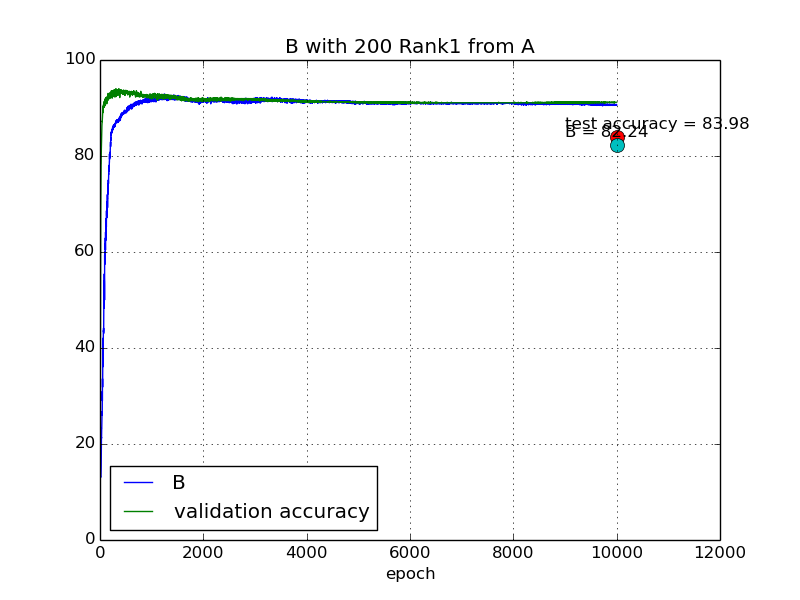 B with 200 Rank1 from A
100
80
60
40
20
0
test accuracy = 83.98
B = 82.24
B
validation accuracy
0
2000
4000
6000
8000
10000
12000
epoch